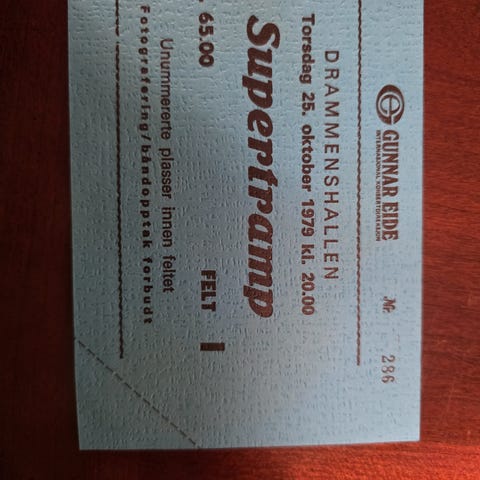 GUNNAR EIDE
INTERNASJONAL KONSERTDIREKSJON
Nr. 286
DRAMMENSHALLEN
Torsdag 25. oktober 1979 kl. 20.00
Supertramp
. 65.00 FELT I
Unummererte plasser innen feltet
Fotografering/båndopptak forbudt